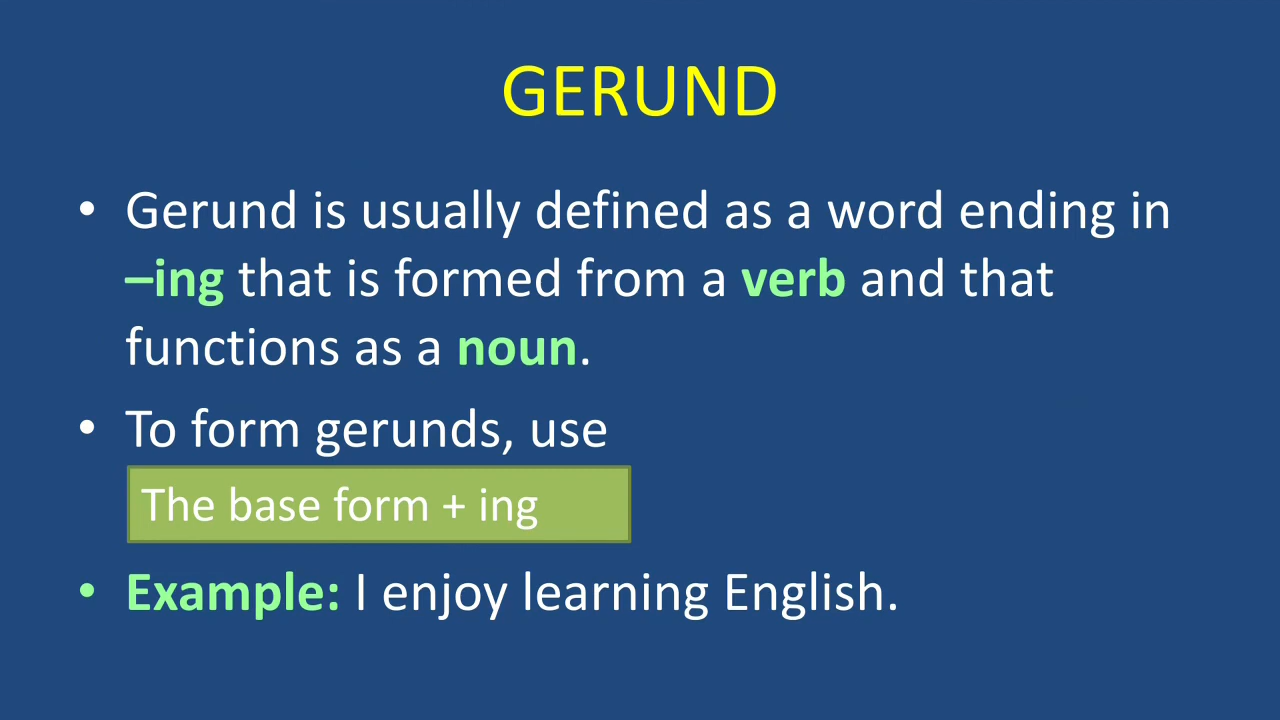 GERUND
• Gerund is usually defined as a word ending in
–ing that is formed from a verb and that
functions as a noun.
• To form gerunds, use
The base form + ing
• Example: I enjoy learning English.